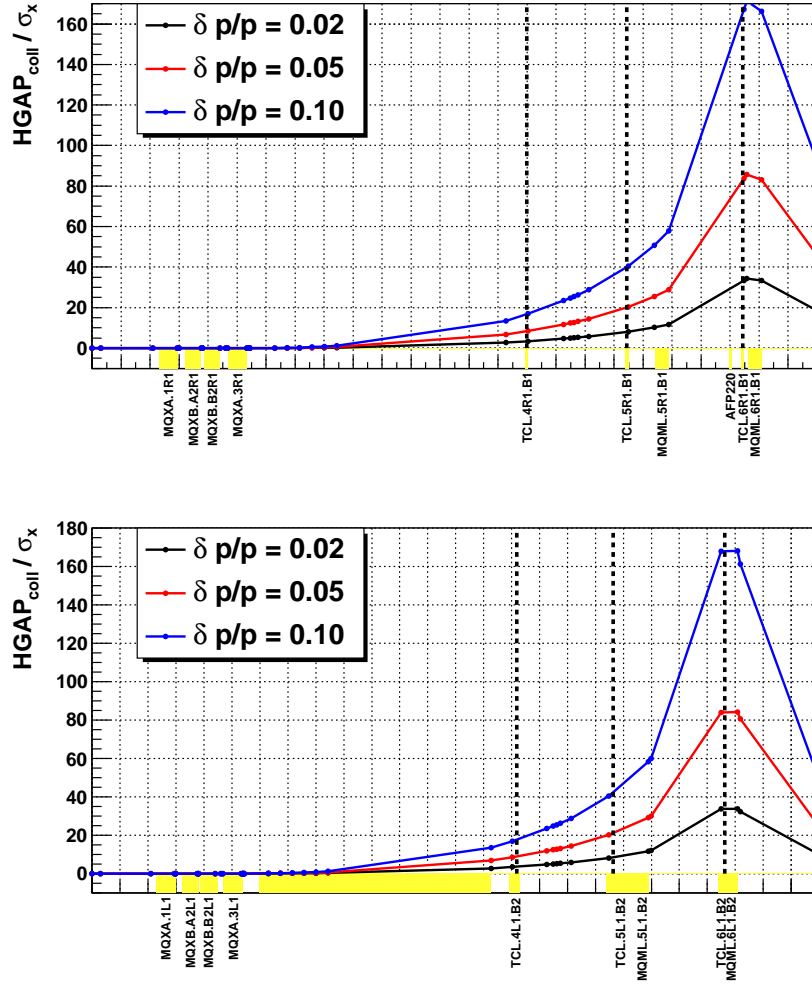 HGAP_coll / σ_x
160
140
120
100
80
60
40
20
0
δ p/p = 0.02
δ p/p = 0.05
δ p/p = 0.10
MQXA.1R1
MQXB.A2R1
MQXB.B2R1
MQXA.3R1
TCL.4R1.B1
TCL.5R1.B1
MQML.5R1.B1
AFP220
TCL.6R1.B1
MQML.6R1.B1
HGAP_coll / σ_x
180
160
140
120
100
80
60
40
20
0
δ p/p = 0.02
δ p/p = 0.05
δ p/p = 0.10
MQXA.1L1
MQXB.A2L1
MQXB.B2L1
MQXA.3L1
TCL.4L1.B2
TCL.5L1.B2
MQML.5L1.B2
TCL.6L1.B2
MQML.6L1.B2